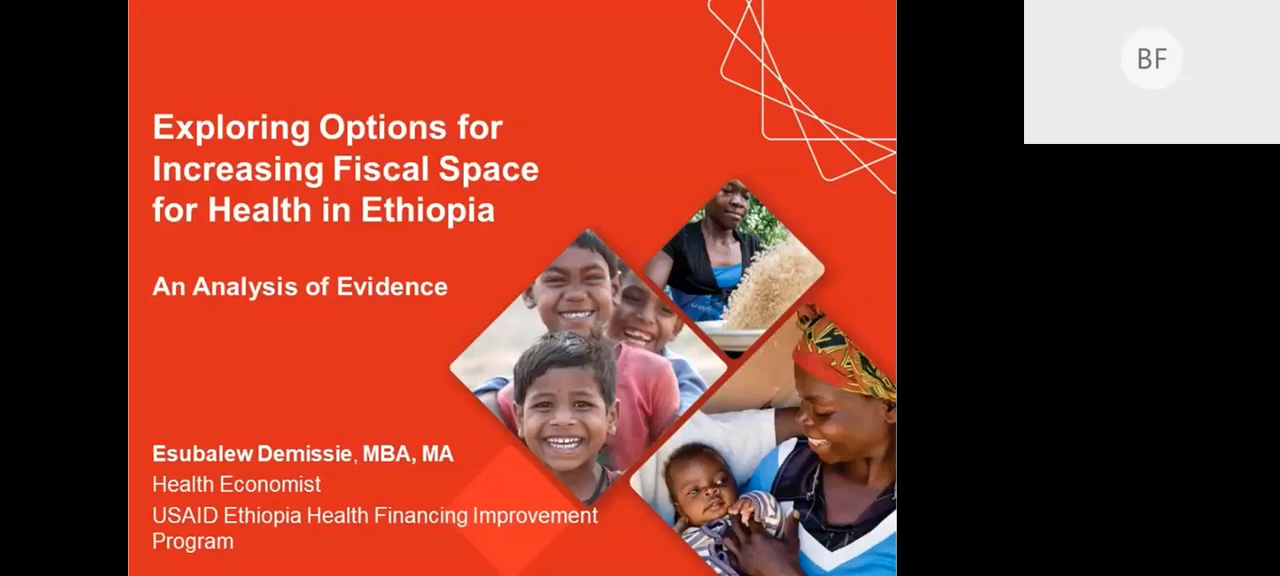 Exploring Options for
Increasing Fiscal Space
for Health in Ethiopia
An Analysis of Evidence
Esubalew Demissie, MBA, MA
Health Economist
USAID Ethiopia Health Financing Improvement
Program
BF